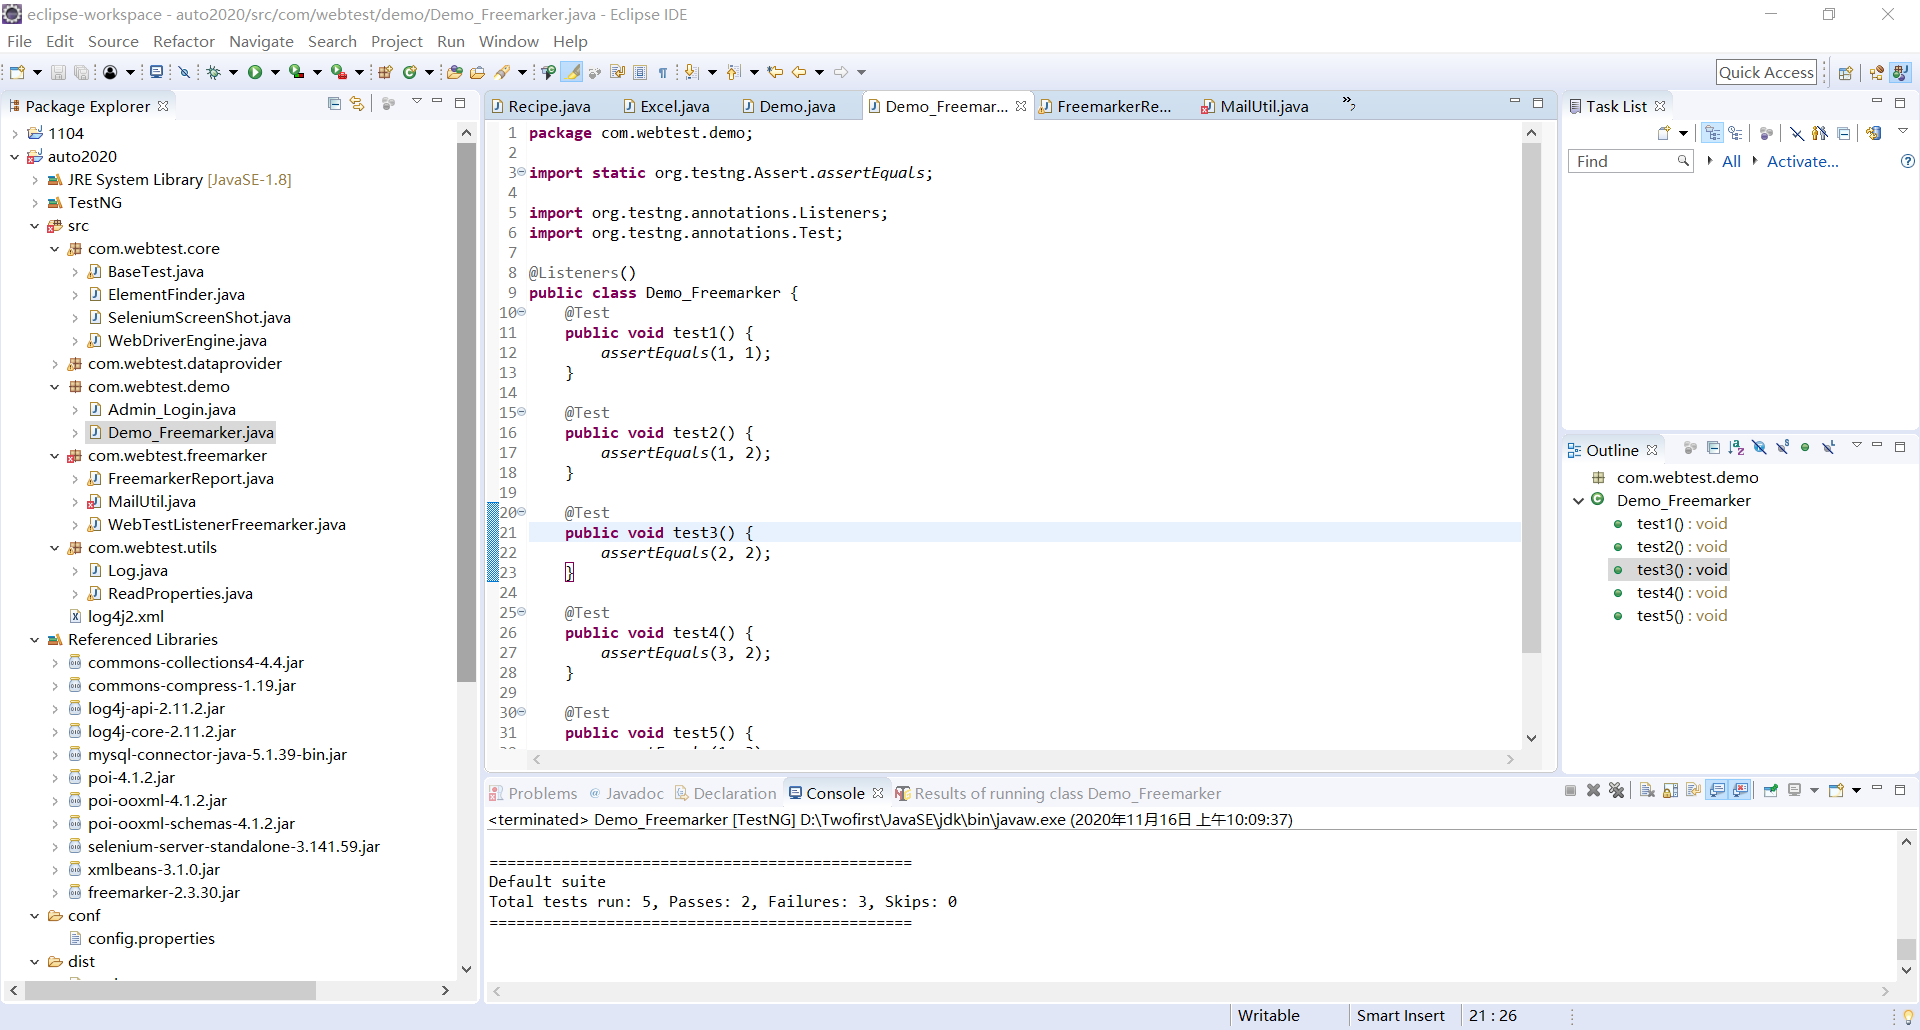 eclipse-workspace - auto2020/src/com/webtest/demo/Demo_Freemarker.java - Eclipse IDE
File Edit Source Refactor Navigate Search Project Run Window Help
Quick Access
Package Explorer
1104
auto2020
JRE System Library [JavaSE-1.8]
TestNG
src
com.webtest.core
BaseTest.java
ElementFinder.java
SeleniumScreenShot.java
WebDriverEngine.java
com.webtest.dataprovider
com.webtest.demo
Admin_Login.java
Demo_Freemarker.java
com.webtest.freemarker
FreemarkerReport.java
MailUtil.java
WebTestListenerFreemarker.java
com.webtest.utils
Log.java
ReadProperties.java
log4j2.xml
Referenced Libraries
commons-collections4-4.4.jar
commons-compress-1.19.jar
log4j-api-2.11.2.jar
log4j-core-2.11.2.jar
mysql-connector-java-5.1.39-bin.jar
poi-4.1.2.jar
poi-ooxml-4.1.2.jar
poi-ooxml-schemas-4.1.2.jar
selenium-server-standalone-3.141.59.jar
xmlbeans-3.1.0.jar
freemarker-2.3.30.jar
conf
config.properties
dist
Recipe.java Excel.java Demo.java Demo_Freemar... FreemarkerRe... MailUtil.java »5
1 package com.webtest.demo;
2
3 import static org.testng.Assert.assertEquals;
4
5 import org.testng.annotations.Listeners;
6 import org.testng.annotations.Test;
7
8 @Listeners()
9 public class Demo_Freemarker {
10 @Test
11 public void test1() {
12 assertEquals(1, 1);
13 }
14
15 @Test
16 public void test2() {
17 assertEquals(1, 2);
18 }
19
20 @Test
21 public void test3() {
22 assertEquals(2, 2);
23 }
24
25 @Test
26 public void test4() {
27 assertEquals(3, 2);
28 }
29
30 @Test
31 public void test5() {
Task List
Find All Activate...
Outline
com.webtest.demo
Demo_Freemarker
test1() : void
test2() : void
test3() : void
test4() : void
test5() : void
Problems @ Javadoc Declaration Console Results of running class Demo_Freemarker
<terminated> Demo_Freemarker [TestNG] D:\Twofirst\JavaSE\jdk\bin\javaw.exe (2020年11月16日 上午10:09:37)
===============================================
Default suite
Total tests run: 5, Passes: 2, Failures: 3, Skips: 0
===============================================
Writable Smart Insert 21 : 26